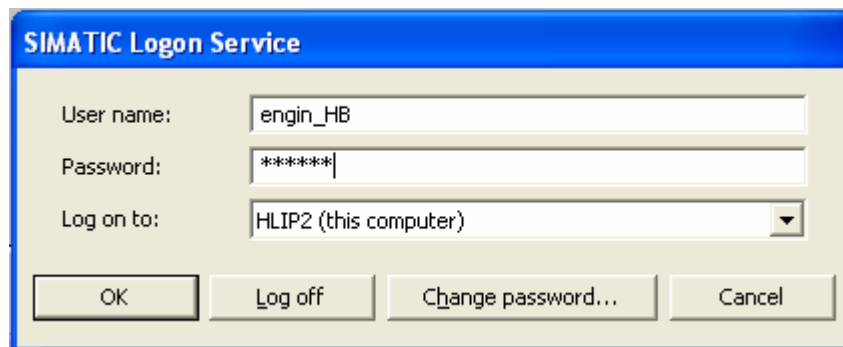 SIMATIC Logon Service
User name: engin_HB
Password: ******
Log on to: HLIP2 (this computer)
OK Log off Change password... Cancel